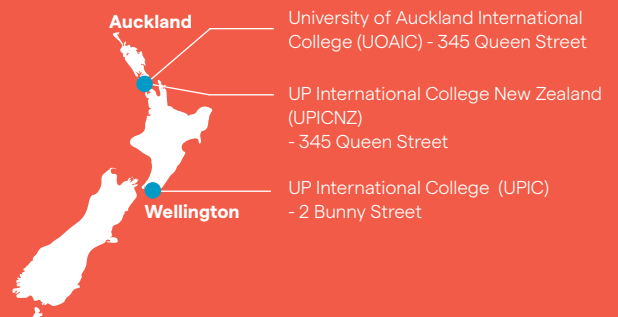 Auckland
University of Auckland International
College (UOAIC) - 345 Queen Street
UP International College New Zealand
(UPICNZ)
- 345 Queen Street
UP International College (UPIC)
- 2 Bunny Street
Wellington